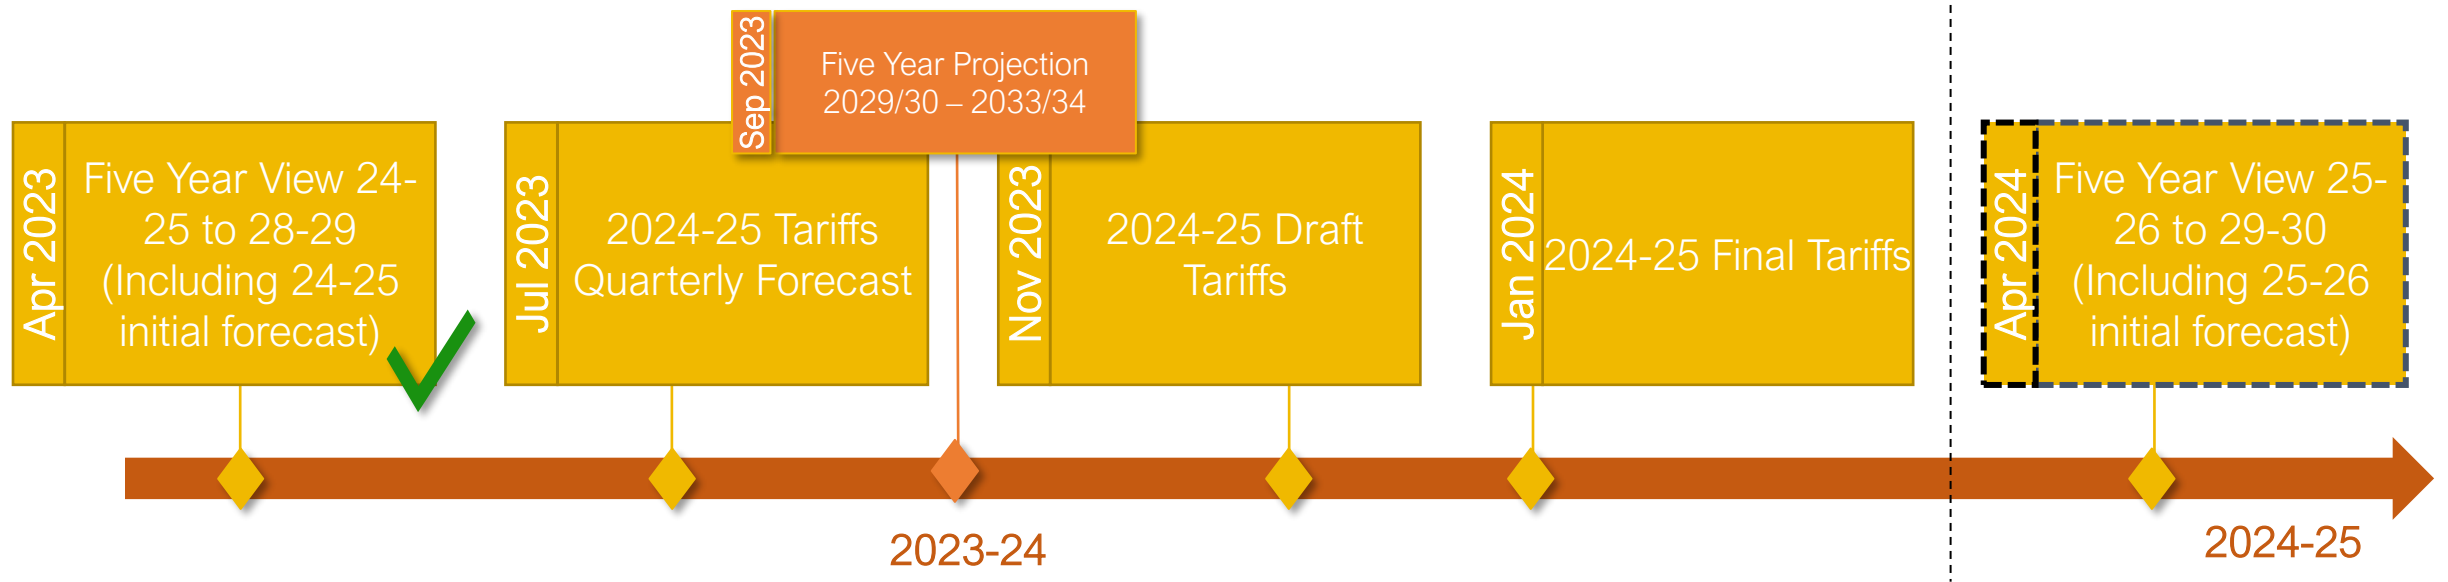 Sep 2023
Five Year Projection
2029/30 – 2033/34
Apr 2023
Five Year View 24-
25 to 28-29
(Including 24-25
initial forecast)
Jul 2023
2024-25 Tariffs
Quarterly Forecast
Nov 2023
2024-25 Draft
Tariffs
Jan 2024
2024-25 Final Tariffs
Apr 2024
Five Year View 25-
26 to 29-30
(Including 25-26
initial forecast)
2023-24
2024-25